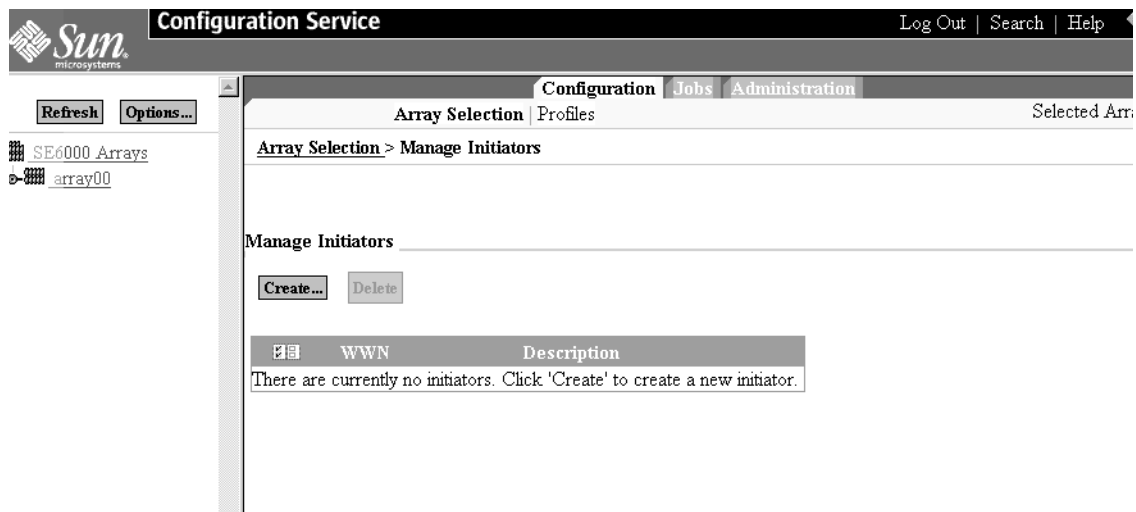 Configuration Service
Log Out | Search | Help
Sun
microsystems
Refresh Options...
Configuration Jobs Administration
Array Selection | Profiles
Selected Arr
SE6000 Arrays
array00
Array Selection > Manage Initiators
Manage Initiators
Create... Delete
WWN Description
There are currently no initiators. Click 'Create' to create a new initiator.